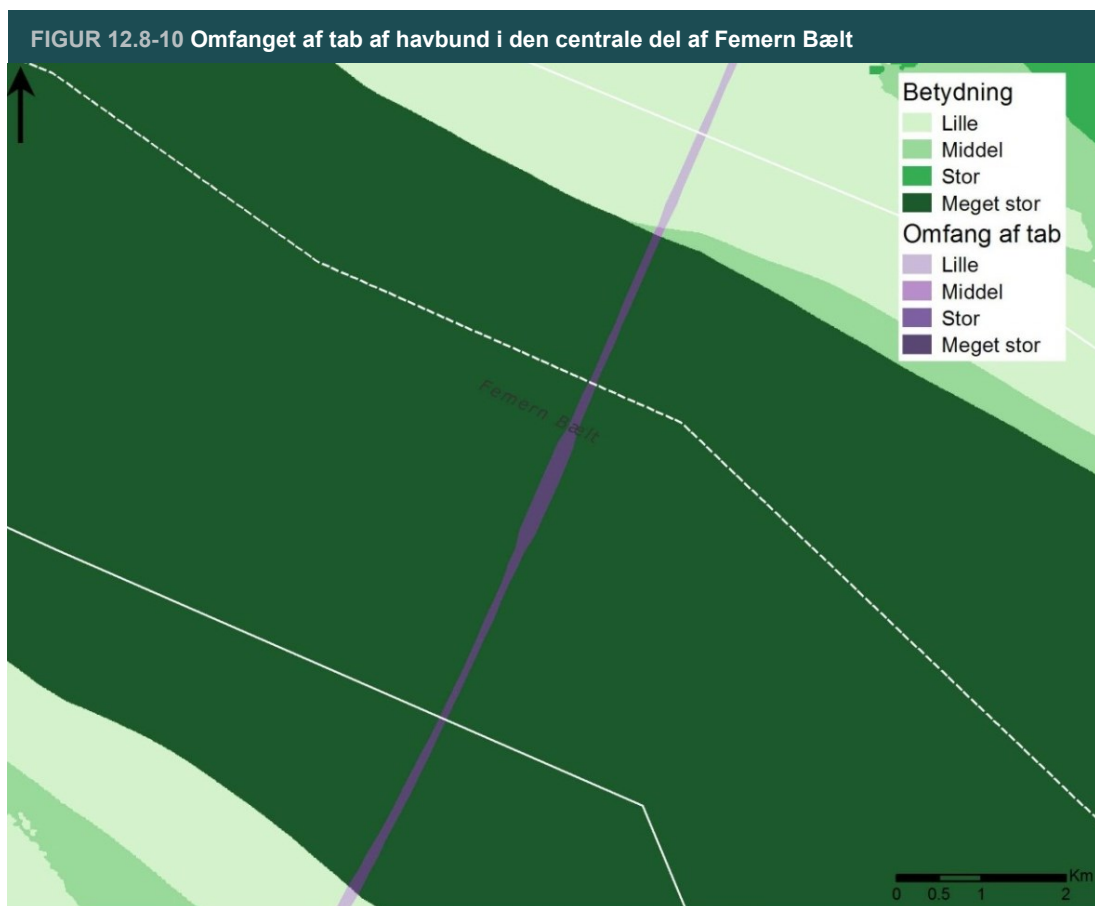 FIGUR 12.8-10 Omfanget af tab af havbund i den centrale del af Femern Bælt
Betydning
Lille
Middel
Stor
Meget stor
Omfang af tab
Lille
Middel
Stor
Meget stor
Femern Bælt
Km
0 0.5 1 2